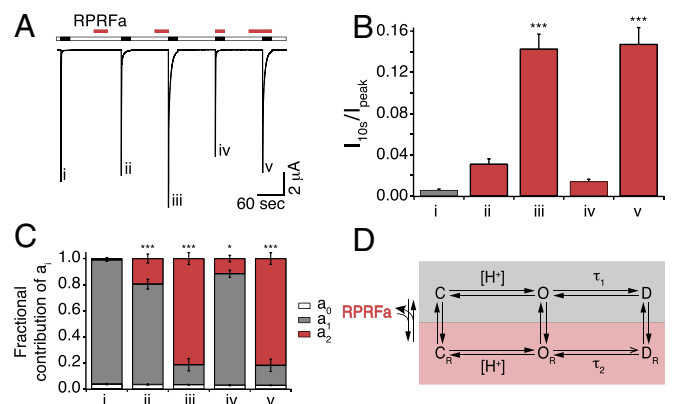 A
RPRFa
i
ii
iii
iv
v
2 µA
60 sec
B
I10s/Ipeak
0.16
0.12
0.08
0.04
0.00
***
***
i
ii
iii
iv
v
C
Fractional
contribution of ai
1.0
0.8
0.6
0.4
0.2
0.0
***
***
*
***
a0
a1
a2
i
ii
iii
iv
v
D
RPRFa
C
[H+]
O
τ1
D
CR
[H+]
OR
τ2
DR